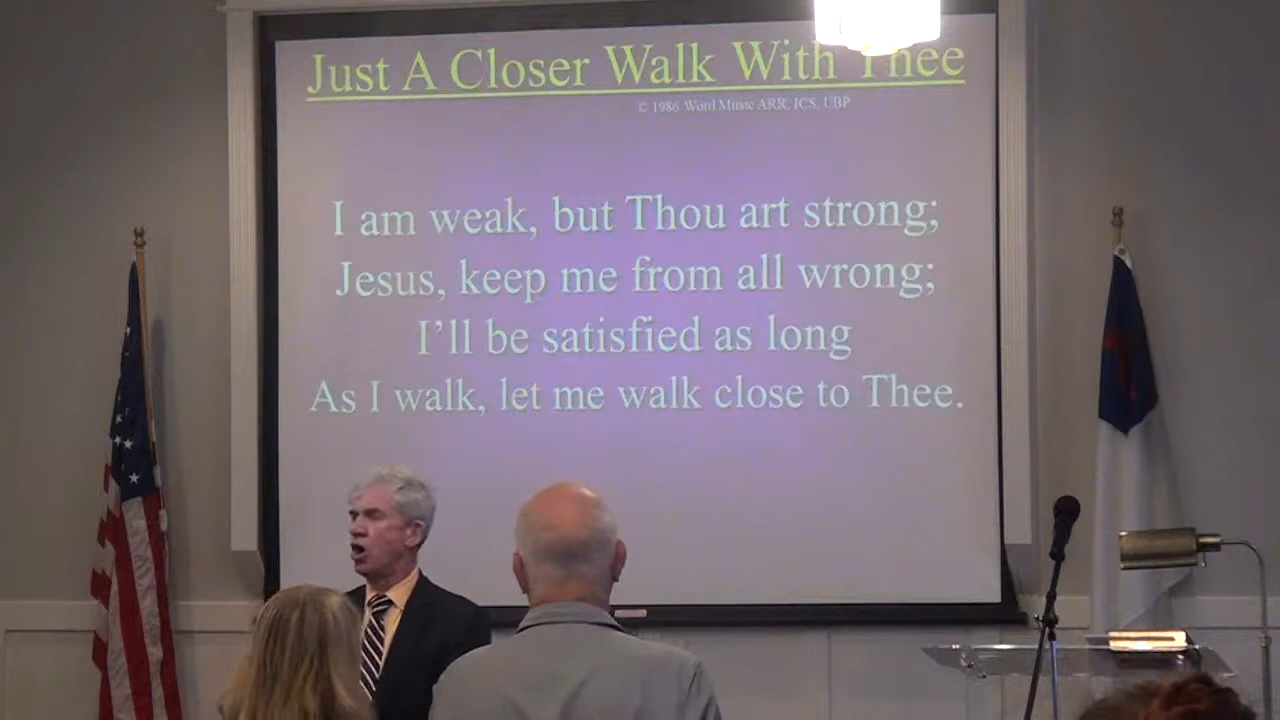 Just A Closer Walk With Thee
© 1986 Word Music ARR. ICS. UBP
I am weak, but Thou art strong;
Jesus, keep me from all wrong;
I’ll be satisfied as long
As I walk, let me walk close to Thee.